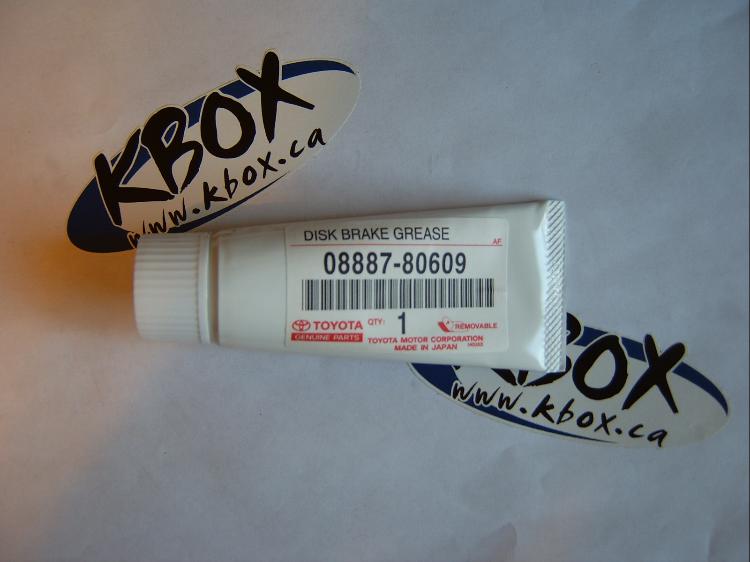 KBOX
www.kbox.ca
DISK BRAKE GREASE
AF
08887-80609
TOYOTA
GENUINE PARTS
QTY: 1
REMOVABLE
TOYOTA MOTOR CORPORATION
MADE IN JAPAN
KBOX
www.kbox.ca